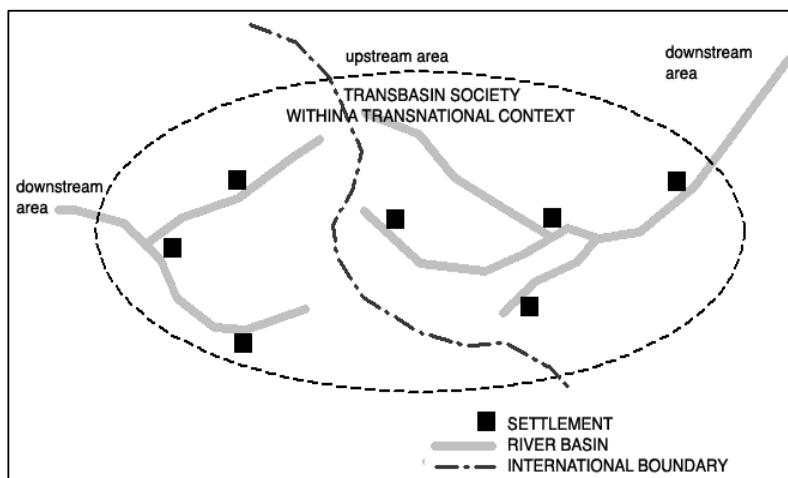 upstream area
downstream
area
TRANSBASIN SOCIETY
WITHIN A TRANSNATIONAL CONTEXT
downstream
area
SETTLEMENT
RIVER BASIN
INTERNATIONAL BOUNDARY